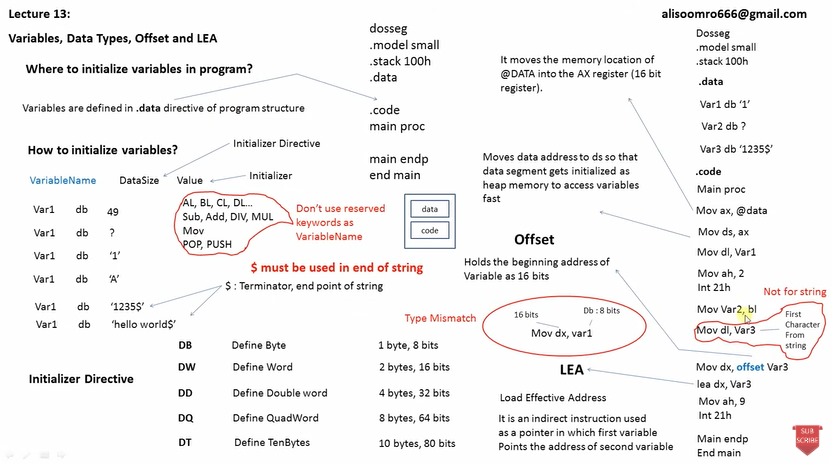 Lecture 13:
alisoomro666@gmail.com
Variables, Data Types, Offset and LEA
Where to initialize variables in program?
Variables are defined in .data directive of program structure
dosseg
.model small
.stack 100h
.data
.code
main proc
main endp
end main
How to initialize variables?
Initializer Directive
Initializer
VariableName DataSize Value
Var1 db 49
Var1 db ?
Var1 db ‘1’
Var1 db ‘A’
Var1 db ‘1235$’
Var1 db ‘hello world$’
AL, BL, CL, DL...
Sub, Add, DIV, MUL
Mov
POP, PUSH
Don’t use reserved
keywords as
VariableName
data
code
$ must be used in end of string
$ : Terminator, end point of string
Initializer Directive
DB Define Byte 1 byte, 8 bits
DW Define Word 2 bytes, 16 bits
DD Define Double word 4 bytes, 32 bits
DQ Define QuadWord 8 bytes, 64 bits
DT Define TenBytes 10 bytes, 80 bits
It moves the memory location of
@DATA into the AX register (16 bit
register).
Moves data address to ds so that
data segment gets initialized as
heap memory to access variables
fast
Offset
Holds the beginning address of
Variable as 16 bits
Type Mismatch
16 bits
Db : 8 bits
Mov dx, var1
LEA
Load Effective Address
It is an indirect instruction used
as a pointer in which first variable
Points the address of second variable
Dosseg
.model small
.stack 100h
.data
Var1 db ‘1’
Var2 db ?
Var3 db ‘1235$’
.code
Main proc
Mov ax, @data
Mov ds, ax
Mov dl, Var1
Mov ah, 2
Int 21h
Not for string
Mov Var2, bl
Mov dl, Var3
First
Character
From
string
Mov dx, offset Var3
lea dx, Var3
Mov ah, 9
Int 21h
Main endp
End main
SUB
SCRIBE